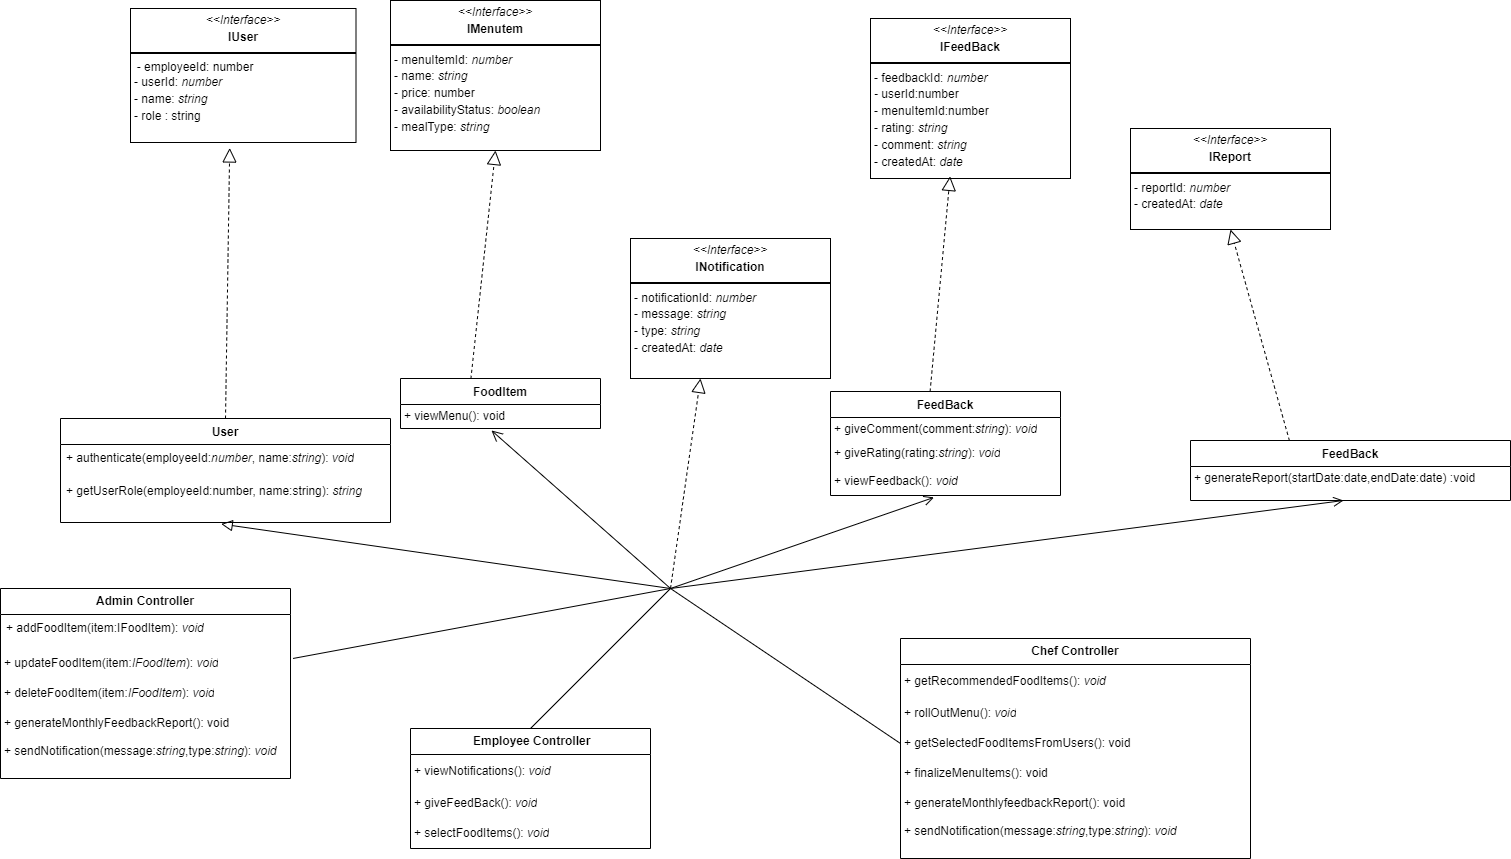 <<Interface>>
IUser
- employeeId: number
- userId: number
- name: string
- role : string
<<Interface>>
IMenutem
- menuItemId: number
- name: string
- price: number
- availabilityStatus: boolean
- mealType: string
<<Interface>>
IFeedBack
- feedbackId: number
- userId:number
- menuItemId:number
- rating: string
- comment: string
- createdAt: date
<<Interface>>
IReport
- reportId: number
- createdAt: date
<<Interface>>
INotification
- notificationId: number
- message: string
- type: string
- createdAt: date
User
+ authenticate(employeeId:number, name:string): void
+ getUserRole(employeeId:number, name:string): string
FoodItem
+ viewMenu(): void
FeedBack
+ giveComment(comment:string): void
+ giveRating(rating:string): void
+ viewFeedback(): void
FeedBack
+ generateReport(startDate:date,endDate:date) :void
Admin Controller
+ addFoodItem(item:IFoodItem): void
+ updateFoodItem(item:IFoodItem): void
+ deleteFoodItem(item:IFoodItem): void
+ generateMonthlyFeedbackReport(): void
+ sendNotification(message:string,type:string): void
Employee Controller
+ viewNotifications(): void
+ giveFeedBack(): void
+ selectFoodItems(): void
Chef Controller
+ getRecommendedFoodItems(): void
+ rollOutMenu(): void
+ getSelectedFoodItemsFromUsers(): void
+ finalizeMenuItems(): void
+ generateMonthlyfeedbackReport(): void
+ sendNotification(message:string,type:string): void